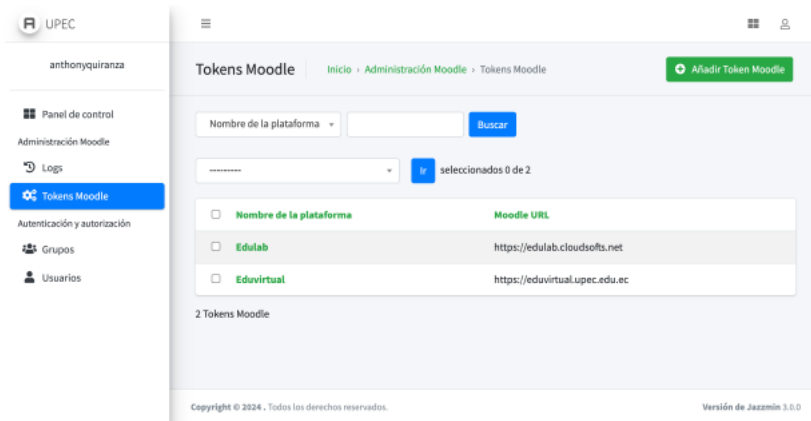 UPEC
anthonyquiranza
Panel de control
Administración Moodle
Logs
Tokens Moodle
Autenticación y autorización
Grupos
Usuarios
Tokens Moodle
Inicio › Administración Moodle › Tokens Moodle
Añadir Token Moodle
Nombre de la plataforma
Buscar
---------
Ir
seleccionados 0 de 2
Nombre de la plataforma Moodle URL
Edulab https://edulab.cloudsofts.net
Eduvirtual https://eduvirtual.upec.edu.ec
2 Tokens Moodle
Copyright © 2024 . Todos los derechos reservados.
Versión de Jazzmin 3.0.0